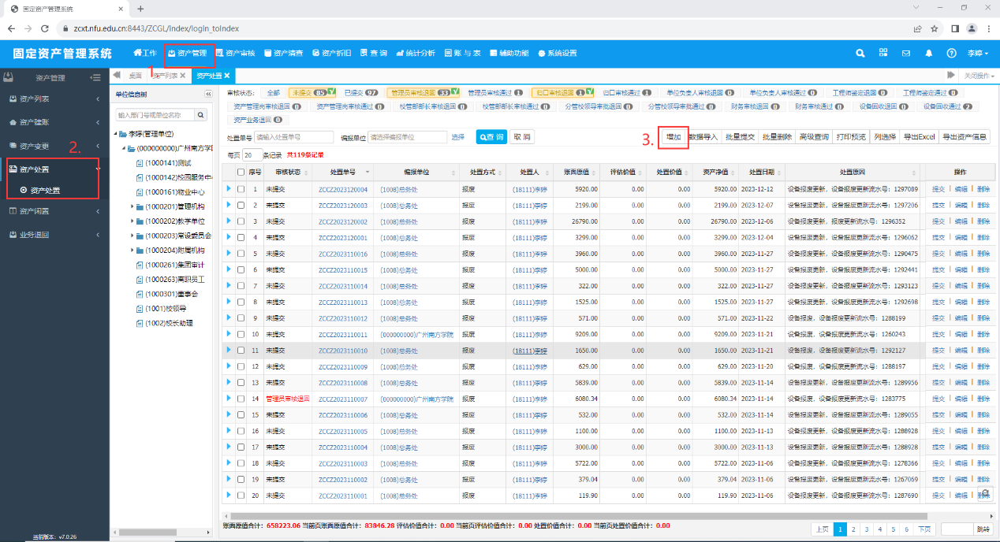 固定资产管理系统
zcxt.nfu.edu.cn:8443/ZCGL/Index/login_toIndex
固定资产管理系统 工作 资产管理 资产审核 资产清查 资产折旧 查 询 统计分析 账 与 表 辅助功能 系统设置 李婷
资产管理 桌面 资产列表 资产处置 关闭操作
1
资产列表
资产建账
资产变更
2.
资产处置
资产处置
资产闲置
业务退回
当前版本: v7.0.26
单位信息树
输入部门号或单位名称
李婷(管理单位)
(000000000)广州南方学
(1000141)测试
(1000142)校园服务中
(1000161)物业中心
(1000201)管理机构
(1000202)教学单位
(1000203)常设委员会
(1000204)附属机构
(1000261)集团审计
(1000263)离职员工
(1000301)董事会
(1001)校领导
(1002)校长助理
审核状态: 全部 未提交 85 已提交 97 管理员审核退回 33 管理员审核通过 1 归口审核退回 1 归口审核通过 1 单位负责人审核退回 0 单位负责人审核通过 0 工程师鉴定退回 0 工程师鉴定通过 0
资产管理岗审核退回 0 资产管理岗审核通过 0 校管部部长审核退回 0 校管部部长审核通过 0 分管校领导审批退回 0 分管校领导审批通过 0 财务审核退回 0 财务审核通过 0 设备回收退回 0 设备回收通过 2
资产业务退回 0
处置单号 请输入处置单号 编报单位 请选择编报单位 选择 查 询 取 消 3. 增加 数据导入 批量提交 批量删除 高级查询 打印预览 列选择 导出Excel 导出资产信息
每页 20 条记录 共119条记录
序号 审核状态 处置单号 编报单位 处置方式 处置人 账面原值 评估价值 处置价值 资产净值 处置日期 处置原因 操作
1 未提交 ZCCZ2023120004 (1008)总务处 报废 (18111)李婷 5920.00 0.00 0.00 5920.00 2023-12-12 设备报废更新，设备报废更新流水号：1297089 提交 编辑 删除
2 未提交 ZCCZ2023120003 (1008)总务处 报废 (18111)李婷 2199.00 0.00 0.00 2199.00 2023-12-07 设备报废更新，设备报废更新流水号：1297206 提交 编辑 删除
3 未提交 ZCCZ2023120002 (1008)总务处 报废 (18111)李婷 26790.00 0.00 0.00 26790.00 2023-12-06 设备报废更新，报废更新流水号：1296352 提交 编辑 删除
4 未提交 ZCCZ2023120001 (1008)总务处 报废 (18111)李婷 3299.00 0.00 0.00 3299.00 2023-12-04 设备报废更新，设备报废更新流水号：1296062 提交 编辑 删除
5 未提交 ZCCZ2023110016 (1008)总务处 报废 (18111)李婷 3960.00 0.00 0.00 3960.00 2023-11-27 设备报废更新，设备报废更新流水号：1290475 提交 编辑 删除
6 未提交 ZCCZ2023110015 (1008)总务处 报废 (18111)李婷 5000.00 0.00 0.00 5000.00 2023-11-27 设备报废更新，设备报废更新流水号：1292441 提交 编辑 删除
7 未提交 ZCCZ2023110014 (1008)总务处 报废 (18111)李婷 322.00 0.00 0.00 322.00 2023-11-27 设备报废更新，设备报废更新流水号：1293123 提交 编辑 删除
8 未提交 ZCCZ2023110013 (1008)总务处 报废 (18111)李婷 1525.00 0.00 0.00 1525.00 2023-11-27 设备报废更新，设备报废更新流水号：1292698 提交 编辑 删除
9 未提交 ZCCZ2023110012 (1008)总务处 报废 (18111)李婷 571.00 0.00 0.00 571.00 2023-11-22 设备报废，设备报废更新流水号：1288199 提交 编辑 删除
10 未提交 ZCCZ2023110011 (000000000)广州南方学院 报废 (18111)李婷 9209.00 0.00 0.00 9209.00 2023-11-21 设备报废，设备报废更新流水号：1260243 提交 编辑 删除
11 未提交 ZCCZ2023110010 (1008)总务处 报废 (18111)李婷 1650.00 0.00 0.00 1650.00 2023-11-21 设备报废，设备报废更新流水号：1292127 提交 编辑 删除
12 未提交 ZCCZ2023110009 (1008)总务处 报废 (18111)李婷 629.00 0.00 0.00 629.00 2023-11-20 设备报废，设备报废更新流水号：1288197 提交 编辑 删除
13 未提交 ZCCZ2023110008 (1008)总务处 报废 (18111)李婷 5839.00 0.00 0.00 5839.00 2023-11-14 设备报废更新，设备报废更新流水号：1289956 提交 编辑 删除
14 管理员审核退回 ZCCZ2023110007 (000000000)广州南方学院 报废 (18111)李婷 6080.34 0.00 0.00 6080.34 2023-11-14 设备报废更新，设备报废更新流水号：1283775 提交 编辑 删除
15 未提交 ZCCZ2023110006 (1008)总务处 报废 (18111)李婷 532.00 0.00 0.00 532.00 2023-11-14 设备报废更新，设备报废更新流水号：1289055 提交 编辑 删除
16 未提交 ZCCZ2023110005 (1008)总务处 报废 (18111)李婷 1100.00 0.00 0.00 1100.00 2023-11-13 设备报废更新，设备报废更新流水号：1288928 提交 编辑 删除
17 未提交 ZCCZ2023110004 (1008)总务处 报废 (18111)李婷 3000.00 0.00 0.00 3000.00 2023-11-13 设备报废更新，设备报废更新流水号：1288928 提交 编辑 删除
18 未提交 ZCCZ2023110003 (1008)总务处 报废 (18111)李婷 5722.00 0.00 0.00 5722.00 2023-11-06 设备报废更新，设备报废更新流水号：1278366 提交 编辑 删除
19 未提交 ZCCZ2023110002 (1008)总务处 报废 (18111)李婷 379.04 0.00 0.00 379.04 2023-11-06 设备报废更新，设备报废更新流水号：1267069 提交 编辑 删除
20 未提交 ZCCZ2023110001 (1008)总务处 报废 (18111)李婷 119.90 0.00 0.00 119.90 2023-11-06 设备报废更新，设备报废更新流水号：1287690 提交 编辑 删除
账面原值合计：658223.06 当前页账面原值合计：83846.28 评估价值合计：0.00 当前页评估价值合计：0.00 处置价值合计：0.00 当前页处置价值合计：0.00
上页 1 2 3 4 5 6 下页 跳转